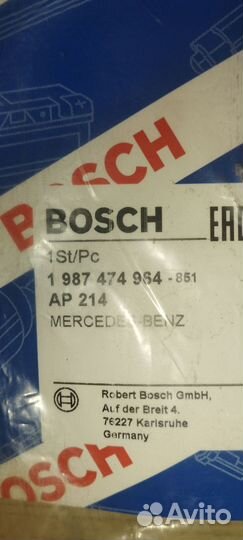 BOSCH
BOSCH
EAC
1St/Pc
1 987 474 964 - 851
AP 214
MERCEDES-BENZ
Robert Bosch GmbH,
Auf der Breit 4.
76227 Karlsruhe
Germany
BOSCH
Avito